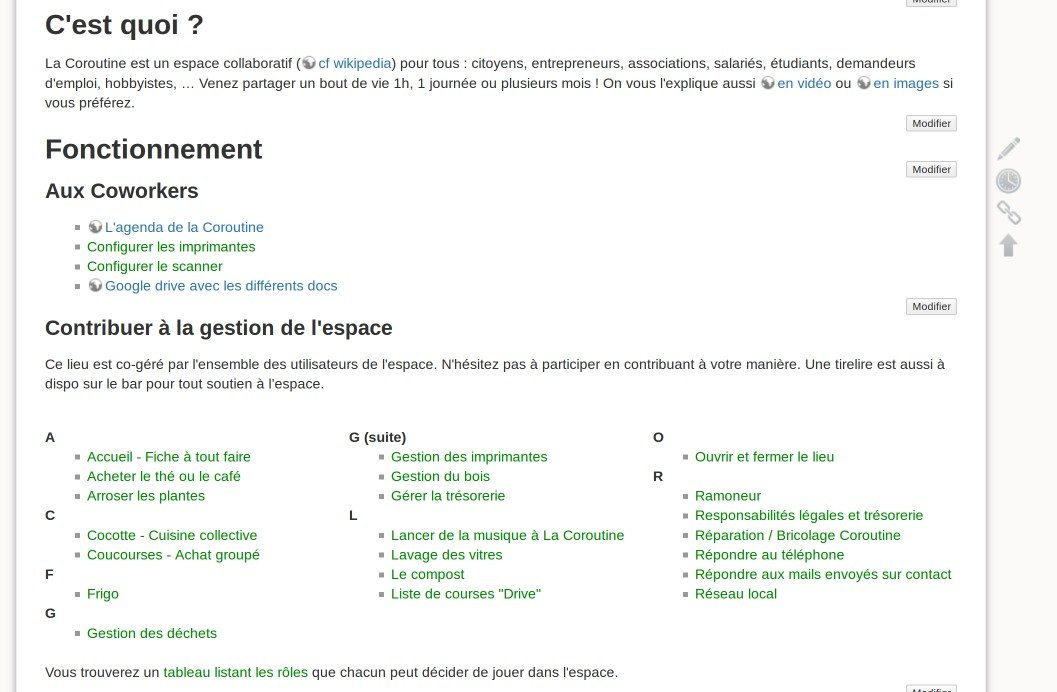 Modifier
C'est quoi ?
La Coroutine est un espace collaboratif (cf wikipedia) pour tous : citoyens, entrepreneurs, associations, salariés, étudiants, demandeurs
d'emploi, hobbyistes, … Venez partager un bout de vie 1h, 1 journée ou plusieurs mois ! On vous l'explique aussi en vidéo ou en images si
vous préférez.
Modifier
Fonctionnement
Modifier
Aux Coworkers
L'agenda de la Coroutine
Configurer les imprimantes
Configurer le scanner
Google drive avec les différents docs
Modifier
Contribuer à la gestion de l'espace
Ce lieu est co-géré par l'ensemble des utilisateurs de l'espace. N'hésitez pas à participer en contribuant à votre manière. Une tirelire est aussi à
dispo sur le bar pour tout soutien à l'espace.
A
Accueil - Fiche à tout faire
Acheter le thé ou le café
Arroser les plantes
C
Cocotte - Cuisine collective
Coucourses - Achat groupé
F
Frigo
G
Gestion des déchets
G (suite)
Gestion des imprimantes
Gestion du bois
Gérer la trésorerie
L
Lancer de la musique à La Coroutine
Lavage des vitres
Le compost
Liste de courses "Drive"
O
Ouvrir et fermer le lieu
R
Ramoneur
Responsabilités légales et trésorerie
Réparation / Bricolage Coroutine
Répondre au téléphone
Répondre aux mails envoyés sur contact
Réseau local
Vous trouverez un tableau listant les rôles que chacun peut décider de jouer dans l'espace.
Modifier